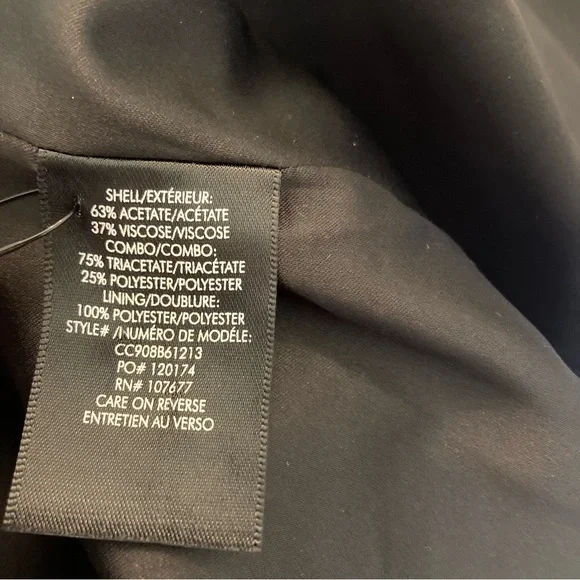 SHELL/EXTÉRIEUR:
63% ACETATE/ACÉTATE
37% VISCOSE/VISCOSE
COMBO/COMBO:
75% TRIACETATE/TRIACÉTATE
25% POLYESTER/POLYESTER
LINING/DOUBLURE:
100% POLYESTER/POLYESTER
STYLE# /NUMÉRO DE MODÉLE:
CC908B61213
PO# 120174
RN# 107677
CARE ON REVERSE
ENTRETIEN AU VERSO